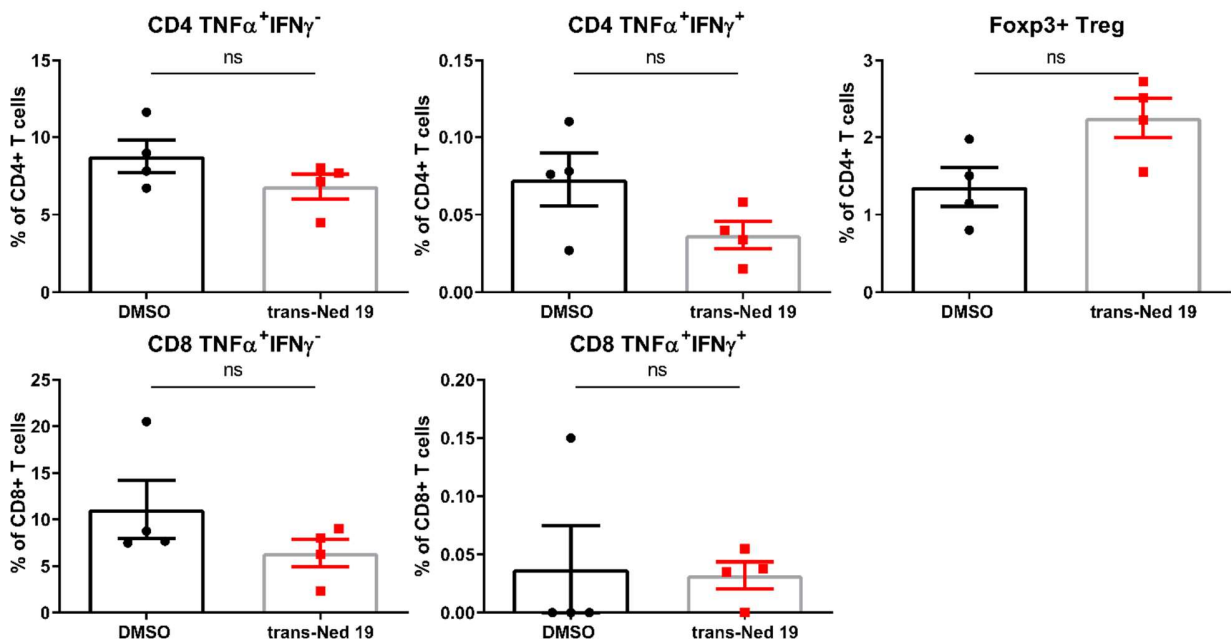 CD4 TNFα⁺IFNγ⁻
ns
% of CD4+ T cells
15
10
5
0
DMSO
trans-Ned 19
CD4 TNFα⁺IFNγ⁺
ns
% of CD4+ T cells
0.15
0.10
0.05
0.00
DMSO
trans-Ned 19
Foxp3+ Treg
ns
% of CD4+ T cells
3
2
1
0
DMSO
trans-Ned 19
CD8 TNFα⁺IFNγ⁻
ns
% of CD8+ T cells
25
20
15
10
5
0
DMSO
trans-Ned 19
CD8 TNFα⁺IFNγ⁺
ns
% of CD8+ T cells
0.20
0.15
0.10
0.05
0.00
DMSO
trans-Ned 19